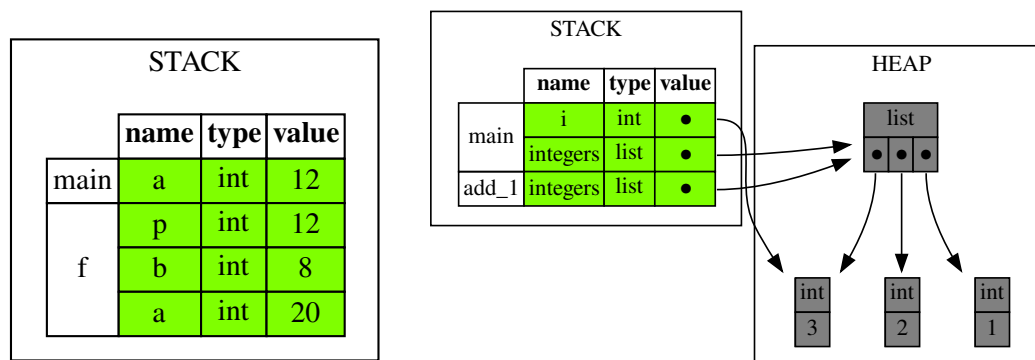 STACK
name type value
main a int 12
f p int 12
b int 8
a int 20
STACK
name type value
main i int •
integers list •
add_1 integers list •
HEAP
list
• • •
int int int
3 2 1